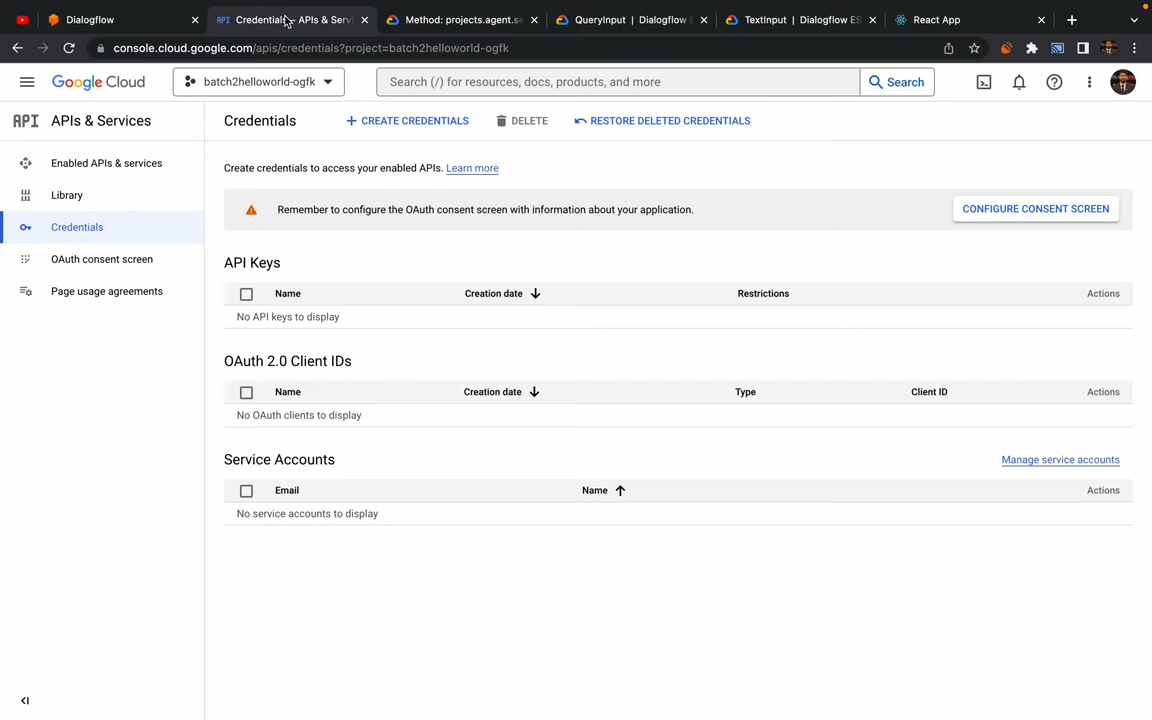 Dialogflow
Credentials – APIs & Servi
Method: projects.agent.se
QueryInput | Dialogflow E
TextInput | Dialogflow ES
React App
console.cloud.google.com/apis/credentials?project=batch2helloworld-ogfk
Google Cloud
batch2helloworld-ogfk
Search (/) for resources, docs, products, and more
Search
API APIs & Services
Credentials
CREATE CREDENTIALS
DELETE
RESTORE DELETED CREDENTIALS
Enabled APIs & services
Library
Credentials
OAuth consent screen
Page usage agreements
Create credentials to access your enabled APIs. Learn more
Remember to configure the OAuth consent screen with information about your application.
CONFIGURE CONSENT SCREEN
API Keys
Name Creation date Restrictions Actions
No API keys to display
OAuth 2.0 Client IDs
Name Creation date Type Client ID Actions
No OAuth clients to display
Service Accounts
Manage service accounts
Email Name Actions
No service accounts to display